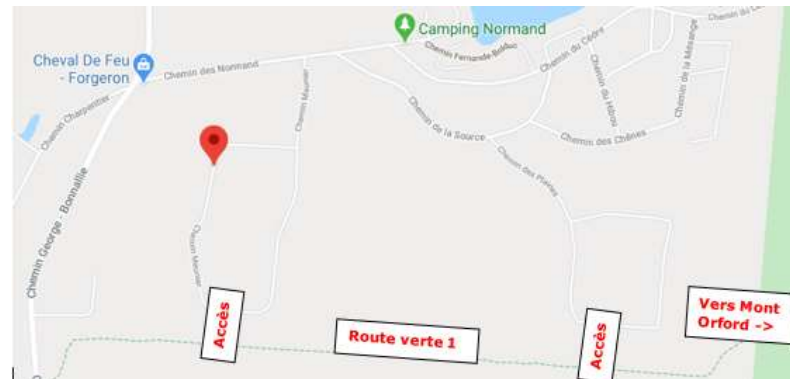 Camping Normand
Chemin du Cèdre
Chemin Fernande-Bolduc
Cheval De Feu
- Forgeron
Chemin des Normand
Chemin de la Mésange
Chemin du Hibou
Chemin Charpentier
Chemin Meunier
Chemin de la Source
Chemin des Chênes
Chemin des Plaines
Chemin George - Bonnallie
Chemin Meunier
Accès
Route verte 1
Accès
Vers Mont
Orford ->